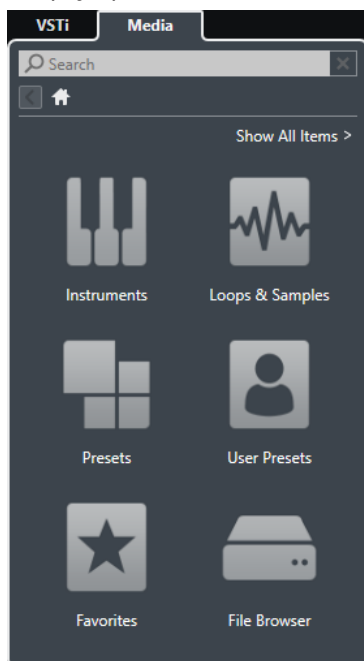 VSTi Media
Search
Show All Items >
Instruments Loops & Samples
Presets User Presets
Favorites File Browser